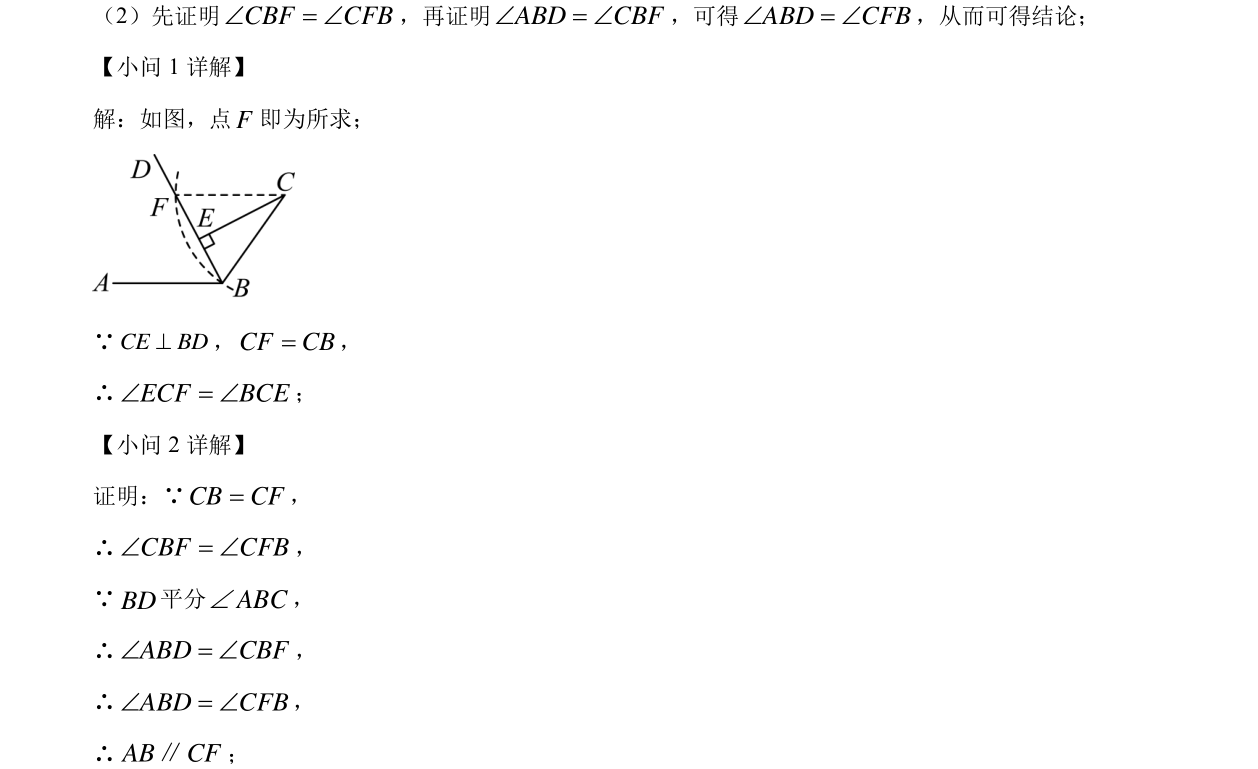 （2）先证明∠CBF = ∠CFB，再证明∠ABD = ∠CBF，可得∠ABD = ∠CFB，从而可得结论；
【小问 1 详解】
解：如图，点 F 即为所求；
D
C
F
E
A
B
∵ CE ⊥ BD，CF = CB，
∴ ∠ECF = ∠BCE；
【小问 2 详解】
证明：∵ CB = CF，
∴ ∠CBF = ∠CFB，
∵ BD 平分∠ABC，
∴ ∠ABD = ∠CBF，
∴ ∠ABD = ∠CFB，
∴ AB∥CF；